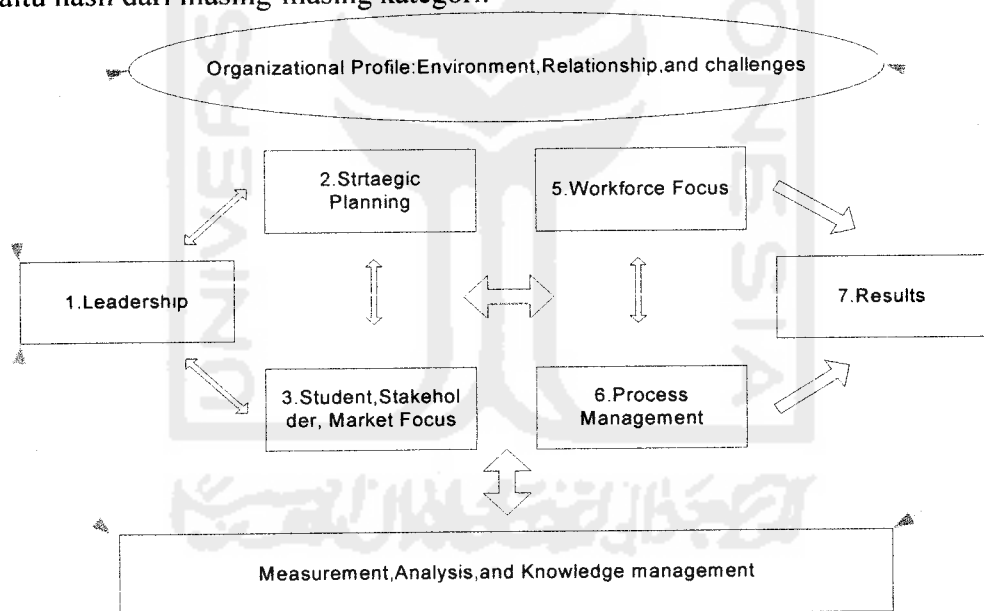 hasil dari masing-masing kategori.
Organizational Profile:Environment,Relationship,and challenges
2.Strtaegic
Planning
5.Workforce Focus
1.Leadership
7.Results
3.Student,Stakehol
der, Market Focus
6.Process
Management
Measurement,Analysis,and Knowledge management